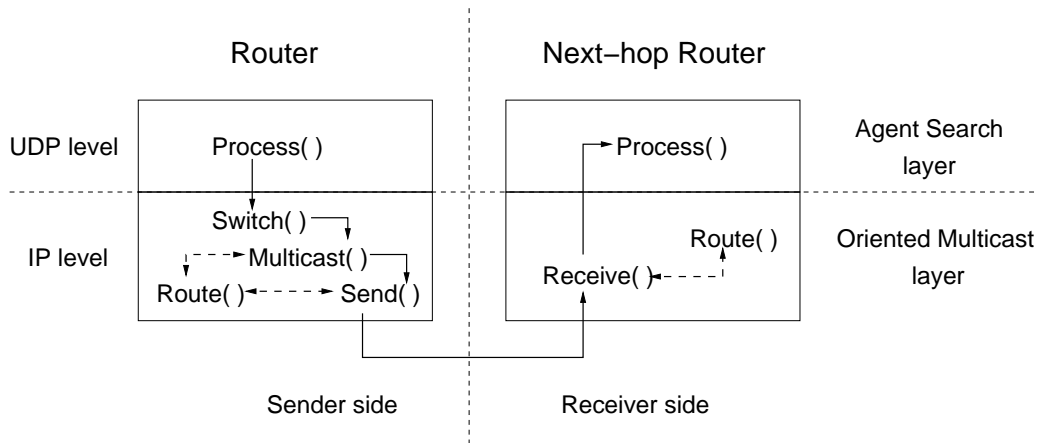 Router
Next−hop Router
UDP level
Process( )
Process( )
Agent Search
layer
Switch( )
IP level
Multicast( )
Route( )
Send( )
Route( )
Receive( )
Oriented Multicast
layer
Sender side
Receiver side